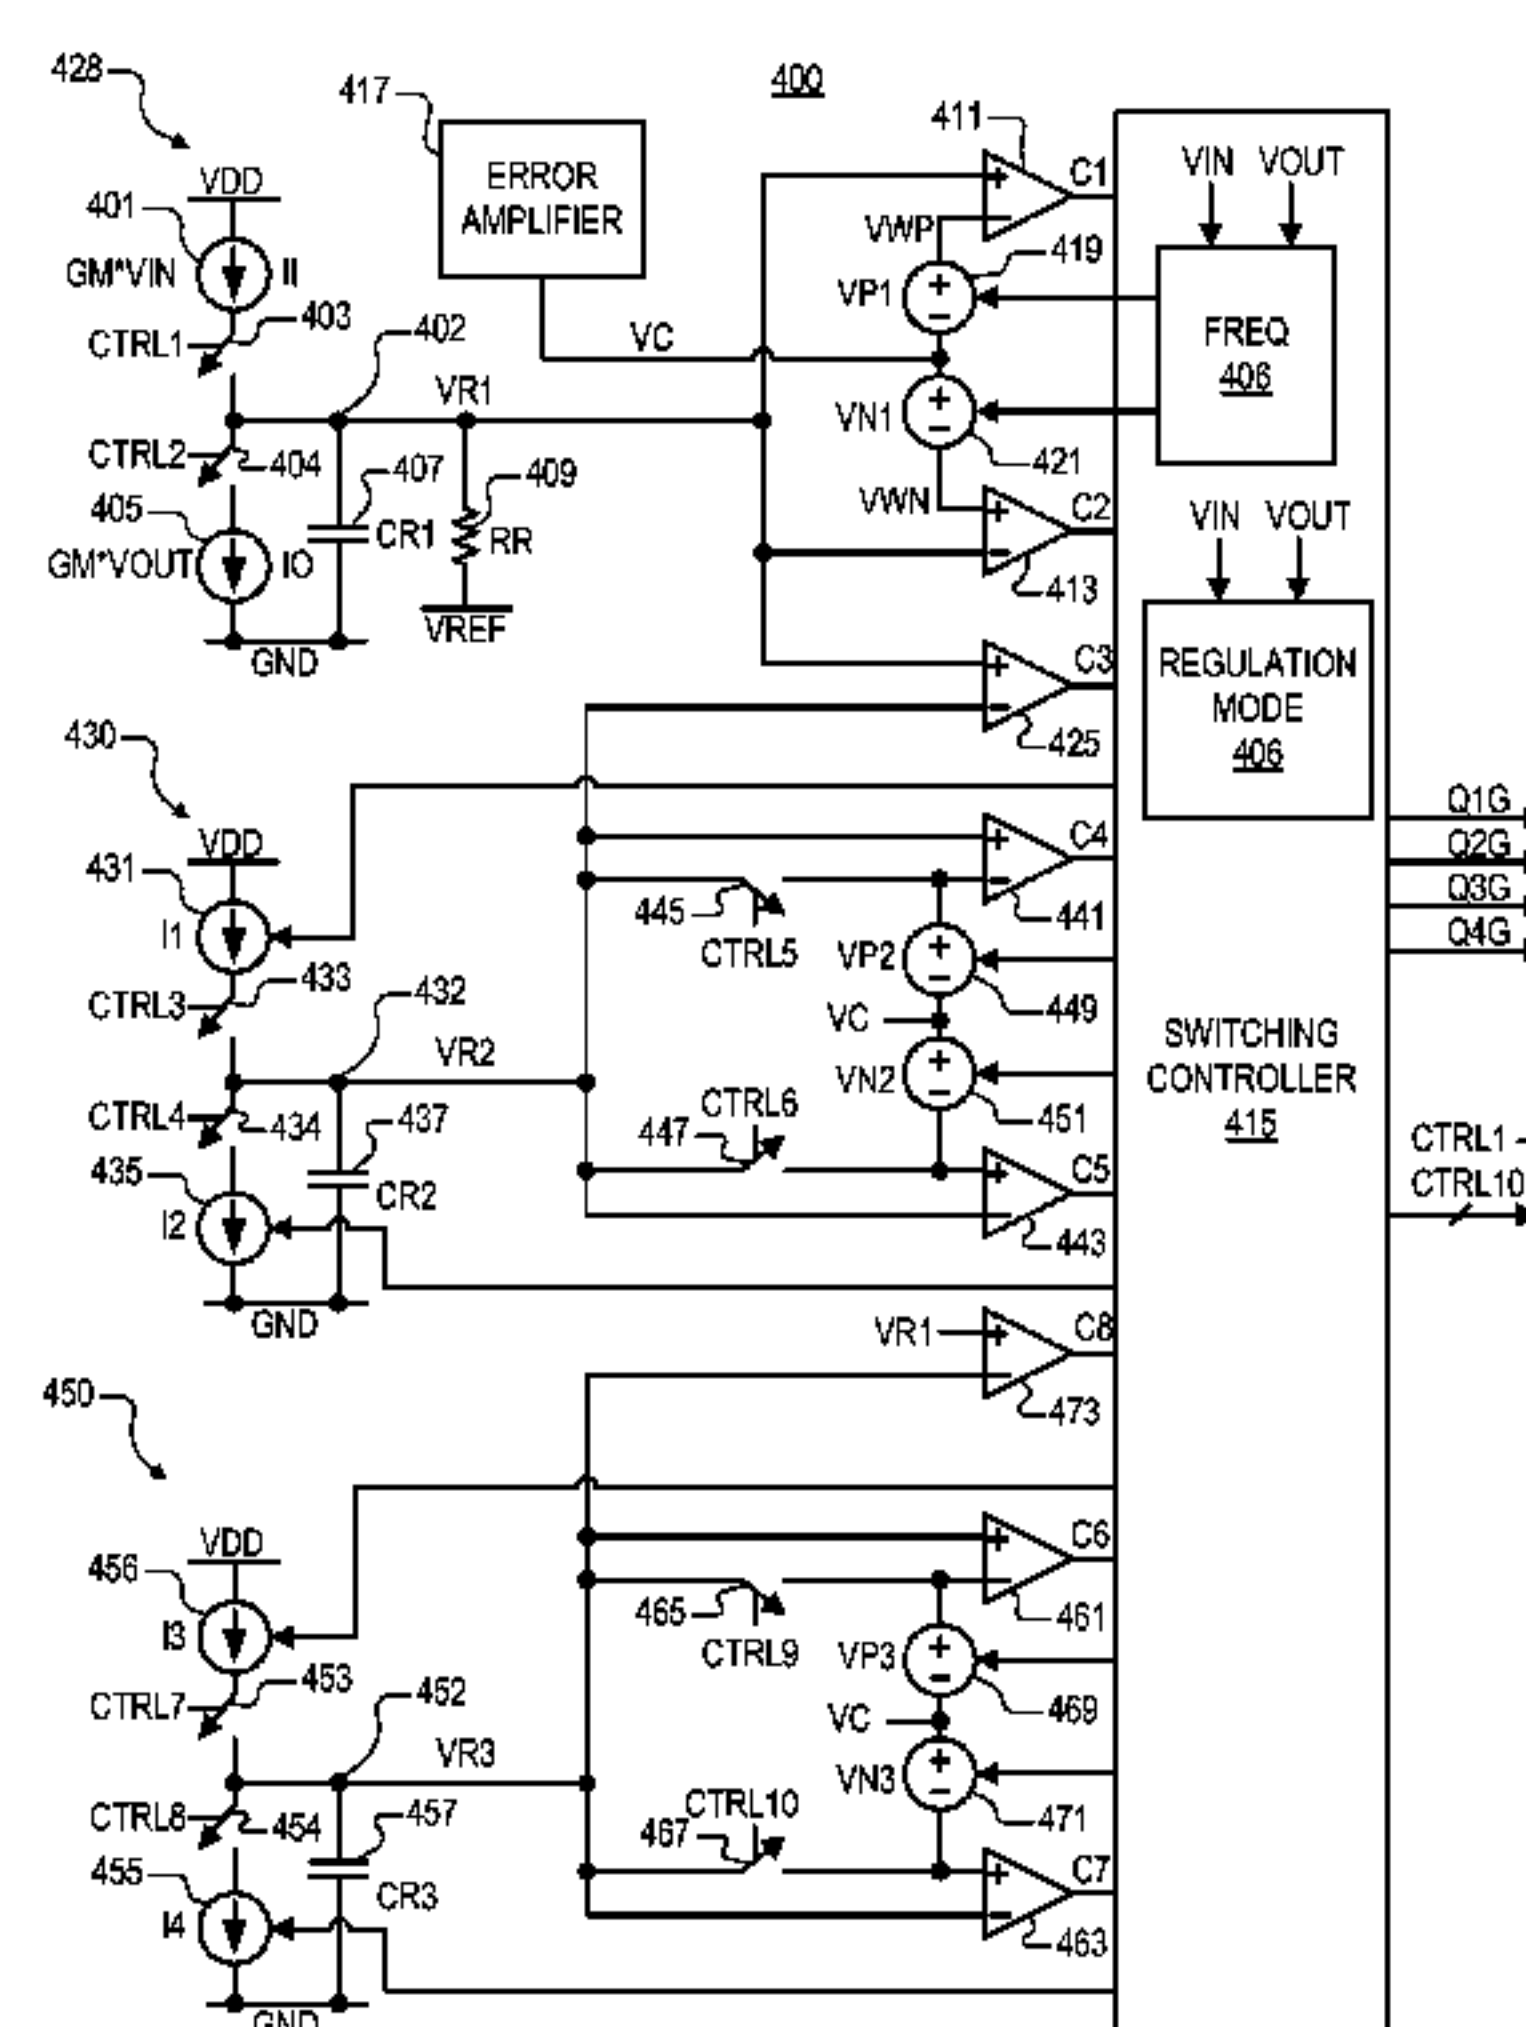 400
428
417
ERROR
AMPLIFIER
411
C1
VIN VOUT
VDD
401
GM*VIN
II
VWP
419
VP1
CTRL1
403
402
VC
FREQ
406
VR1
VN1
421
CTRL2
404
407
409
VWN
C2
405
CR1
RR
GM*VOUT
IO
413
VIN VOUT
VREF
GND
C3
REGULATION
MODE
406
425
430
Q1G
Q2G
Q3G
Q4G
VDD
431
I1
C4
445
441
CTRL5
VP2
CTRL3
433
432
449
VC
VR2
VN2
SWITCHING
CONTROLLER
415
CTRL4
434
437
CTRL6
447
451
CTRL1
CTRL10
435
CR2
C5
I2
443
GND
VR1
C8
450
473
VDD
456
I3
C6
465
461
CTRL9
VP3
CTRL7
453
452
469
VC
VR3
VN3
CTRL8
454
457
CTRL10
467
471
455
CR3
C7
I4
463
GND